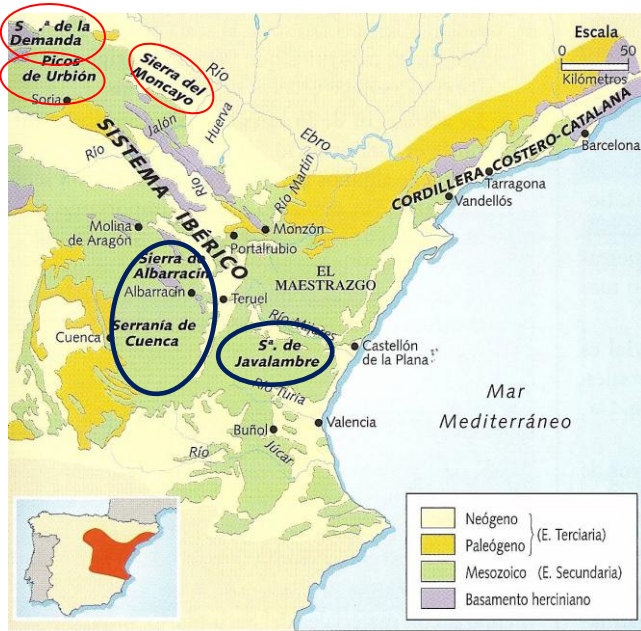 S .ª de la
Demanda
Picos
de Urbión
Sierra del
Moncayo
Soria
Río
Jalón
Río
Huerva
Ebro
Río
Río
Río Martín
SISTEMA IBÉRICO
Escala
0 50
Kilómetros
CORDILLERA COSTERO-CATALANA
Barcelona
Tarragona
Vandellós
Molina
de Aragón
Monzón
Portalrubio
Sierra de
Albarracín
Albarracín
Teruel
EL
MAESTRAZGO
Serranía de
Cuenca
Cuenca
Río Mijares
Sª. de
Javalambre
Castellón
de la Plana
Río Turia
Buñol
Valencia
Río
Júcar
Mar
Mediterráneo
Neógeno
Paleógeno
(E. Terciaria)
Mesozoico (E. Secundaria)
Basamento herciniano